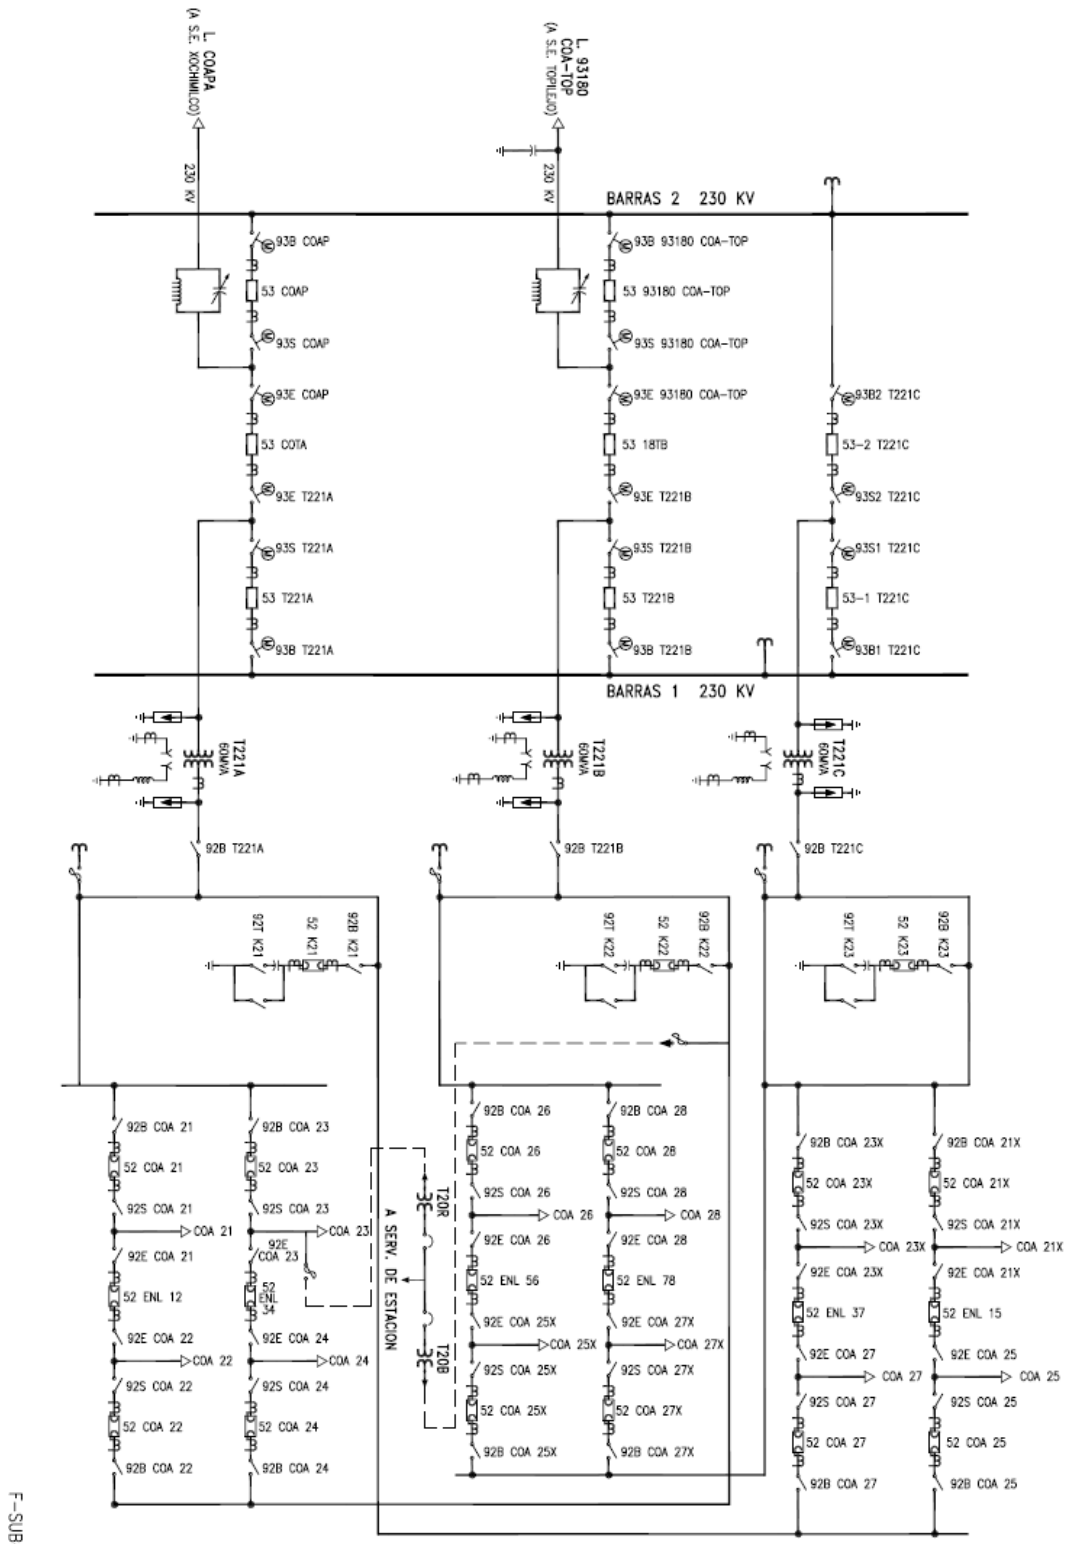 L. COAPA
(A S.E. XOCHIMILCO)
L. 93180
COA-TOP
(A S.E. TOPILEJO)
230 KV
230 KV
BARRAS 2 230 KV
93B COAP
93B 93180 COA-TOP
53 COAP
53 93180 COA-TOP
93S COAP
93S 93180 COA-TOP
93E COAP
93E 93180 COA-TOP
93B2 T221C
53 COTA
53 18TB
53-2 T221C
93E T221A
93E T221B
93S2 T221C
93S T221A
93S T221B
93S1 T221C
53 T221A
53 T221B
53-1 T221C
93B T221A
93B T221B
93B1 T221C
BARRAS 1 230 KV
T221A
60MVA
T221B
60MVA
T221C
60MVA
92B T221A
92B T221B
92B T221C
92T K21
52 K21
92B K21
92T K22
52 K22
92B K22
92T K23
52 K23
92B K23
92B COA 21
92B COA 23
92B COA 26
92B COA 28
92B COA 23X
92B COA 21X
52 COA 21
52 COA 23
52 COA 26
52 COA 28
52 COA 23X
52 COA 21X
92S COA 21
92S COA 23
92S COA 26
92S COA 28
92S COA 23X
92S COA 21X
COA 21
COA 23
COA 26
COA 28
COA 23X
COA 21X
92E COA 21
92E
COA 23
92E COA 26
92E COA 28
92E COA 23X
92E COA 21X
52 ENL 12
52
ENL
34
52 ENL 56
52 ENL 78
52 ENL 37
52 ENL 15
T20R
A SERV. DE ESTACION
T20B
92E COA 22
92E COA 24
92E COA 25X
92E COA 27X
92E COA 27
92E COA 25
COA 22
COA 24
COA 25X
COA 27X
COA 27
COA 25
92S COA 22
92S COA 24
92S COA 25X
92S COA 27X
92S COA 27
92S COA 25
52 COA 22
52 COA 24
52 COA 25X
52 COA 27X
52 COA 27
52 COA 25
92B COA 22
92B COA 24
92B COA 25X
92B COA 27X
92B COA 27
92B COA 25
F-SUB